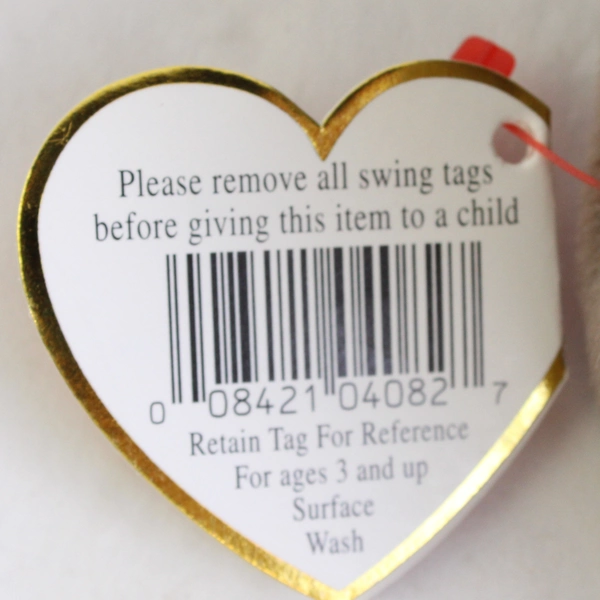 Please remove all swing tags
before giving this item to a child
0 08421 04082 7
Retain Tag For Reference
For ages 3 and up
Surface
Wash